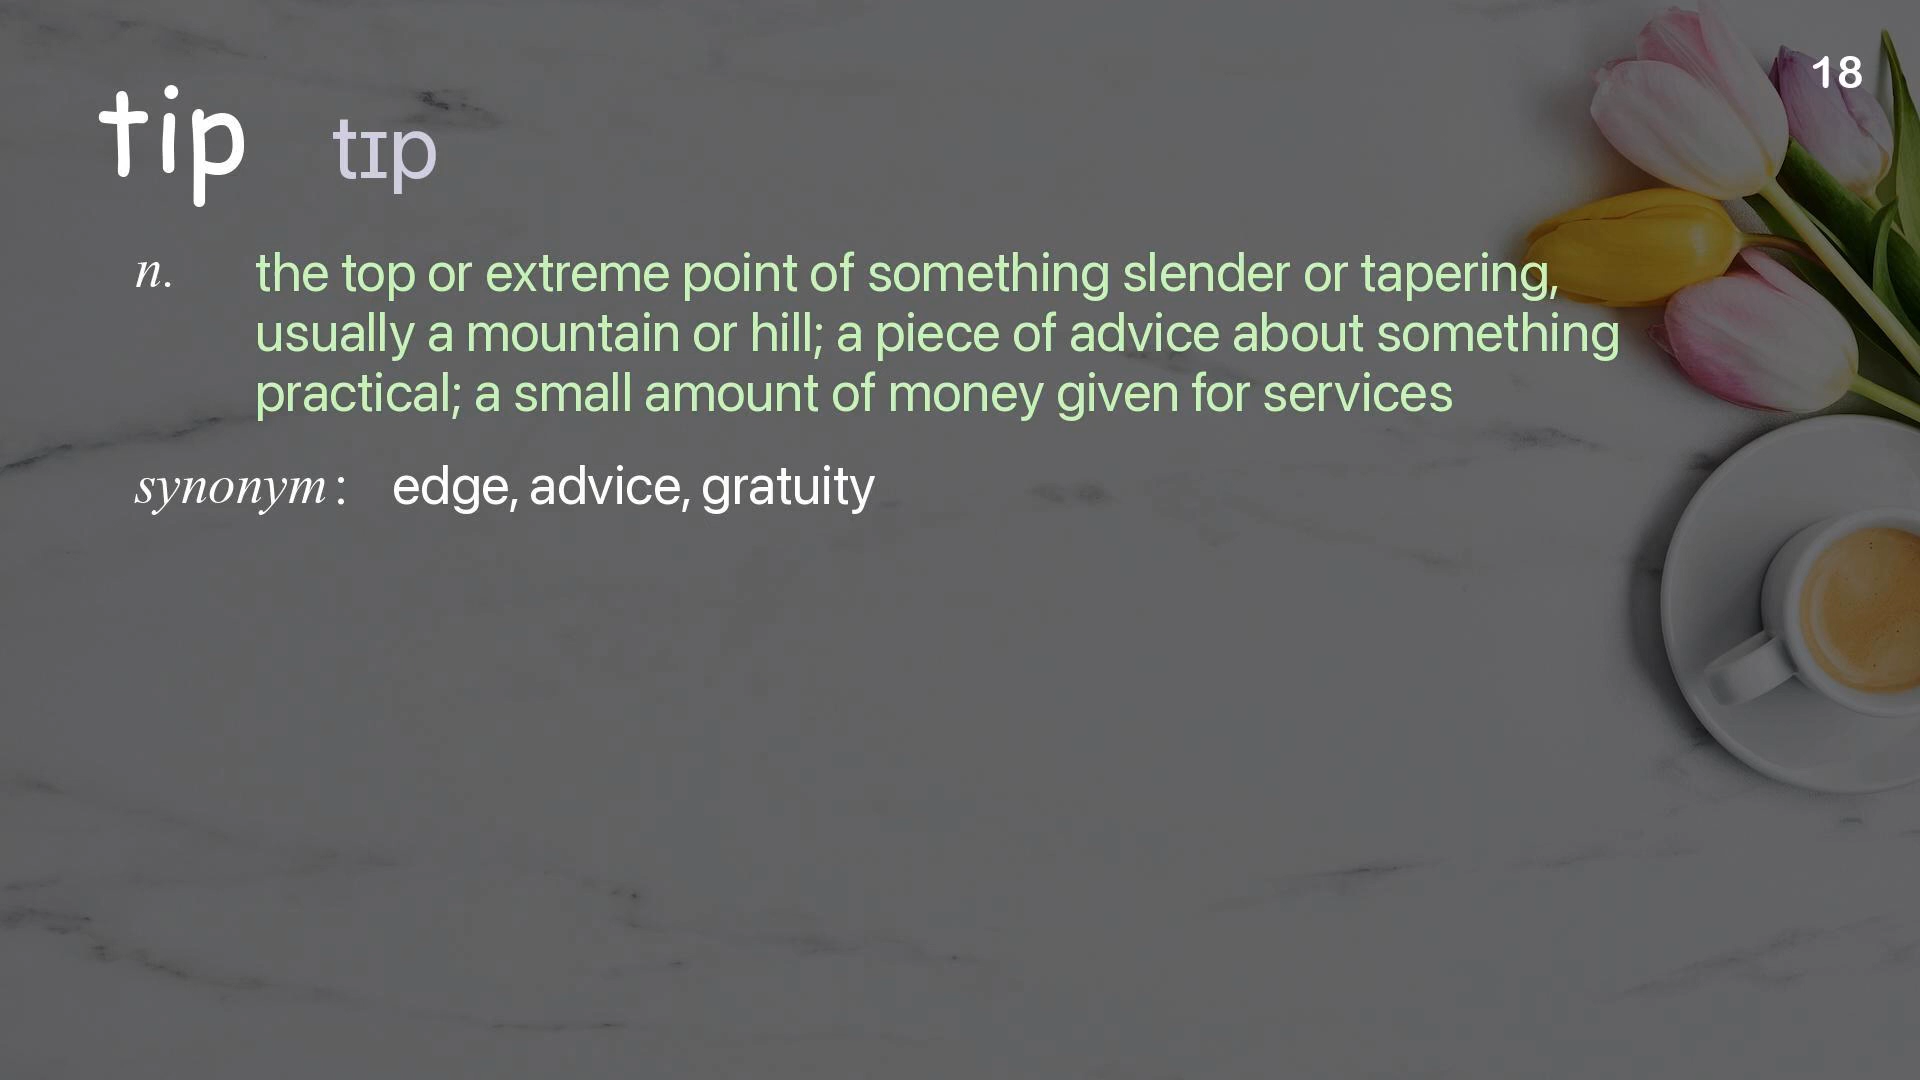 18
tip tɪp
n. the top or extreme point of something slender or tapering,
usually a mountain or hill; a piece of advice about something
practical; a small amount of money given for services
synonym : edge, advice, gratuity